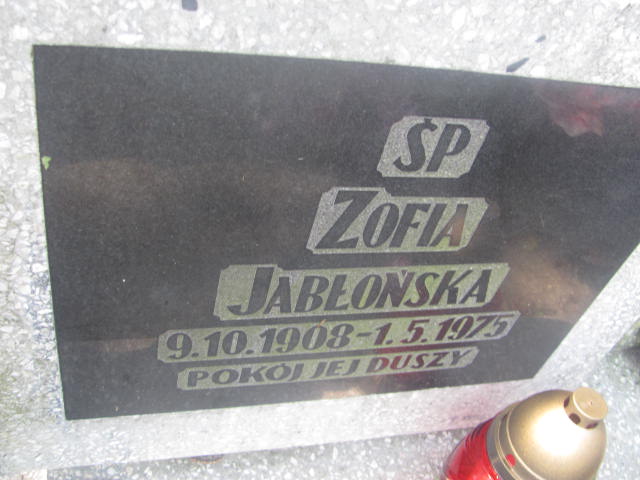 ŚP
ZOFIA
JABŁOŃSKA
9.10.1908-1.5.1975
POKÓJ JEJ DUSZY